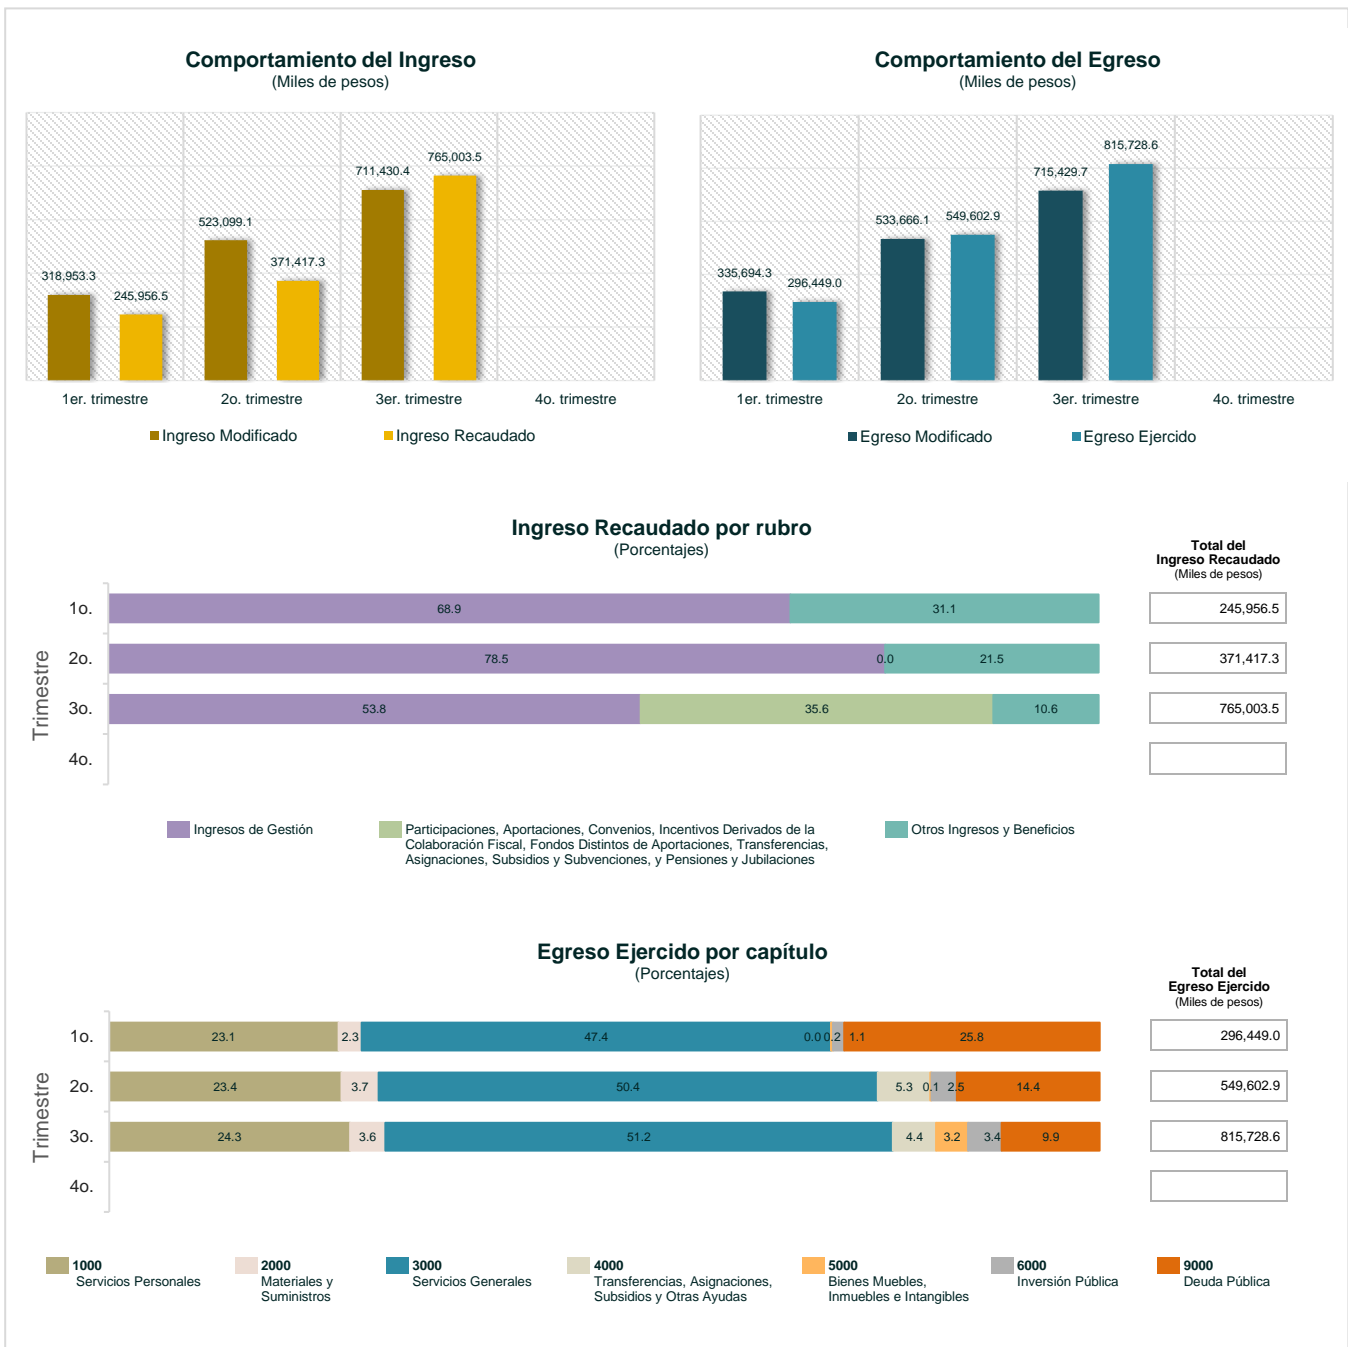 Comportamiento del Ingreso
(Miles de pesos)
318,953.3
245,956.5
523,099.1
371,417.3
711,430.4
765,003.5
1er. trimestre
2o. trimestre
3er. trimestre
4o. trimestre
Ingreso Modificado
Ingreso Recaudado
Comportamiento del Egreso
(Miles de pesos)
335,694.3
296,449.0
533,666.1
549,602.9
715,429.7
815,728.6
1er. trimestre
2o. trimestre
3er. trimestre
4o. trimestre
Egreso Modificado
Egreso Ejercido
Ingreso Recaudado por rubro
(Porcentajes)
Total del
Ingreso Recaudado
(Miles de pesos)
Trimestre
1o.
68.9
31.1
245,956.5
2o.
78.5
0.0
21.5
371,417.3
3o.
53.8
35.6
10.6
765,003.5
4o.
Ingresos de Gestión
Participaciones, Aportaciones, Convenios, Incentivos Derivados de la
Colaboración Fiscal, Fondos Distintos de Aportaciones, Transferencias,
Asignaciones, Subsidios y Subvenciones, y Pensiones y Jubilaciones
Otros Ingresos y Beneficios
Egreso Ejercido por capítulo
(Porcentajes)
Total del
Egreso Ejercido
(Miles de pesos)
Trimestre
1o.
23.1
2.3
47.4
0.0
0.2
1.1
25.8
296,449.0
2o.
23.4
3.7
50.4
5.3
0.1
2.5
14.4
549,602.9
3o.
24.3
3.6
51.2
4.4
3.2
3.4
9.9
815,728.6
4o.
1000
Servicios Personales
2000
Materiales y
Suministros
3000
Servicios Generales
4000
Transferencias, Asignaciones,
Subsidios y Otras Ayudas
5000
Bienes Muebles,
Inmuebles e Intangibles
6000
Inversión Pública
9000
Deuda Pública